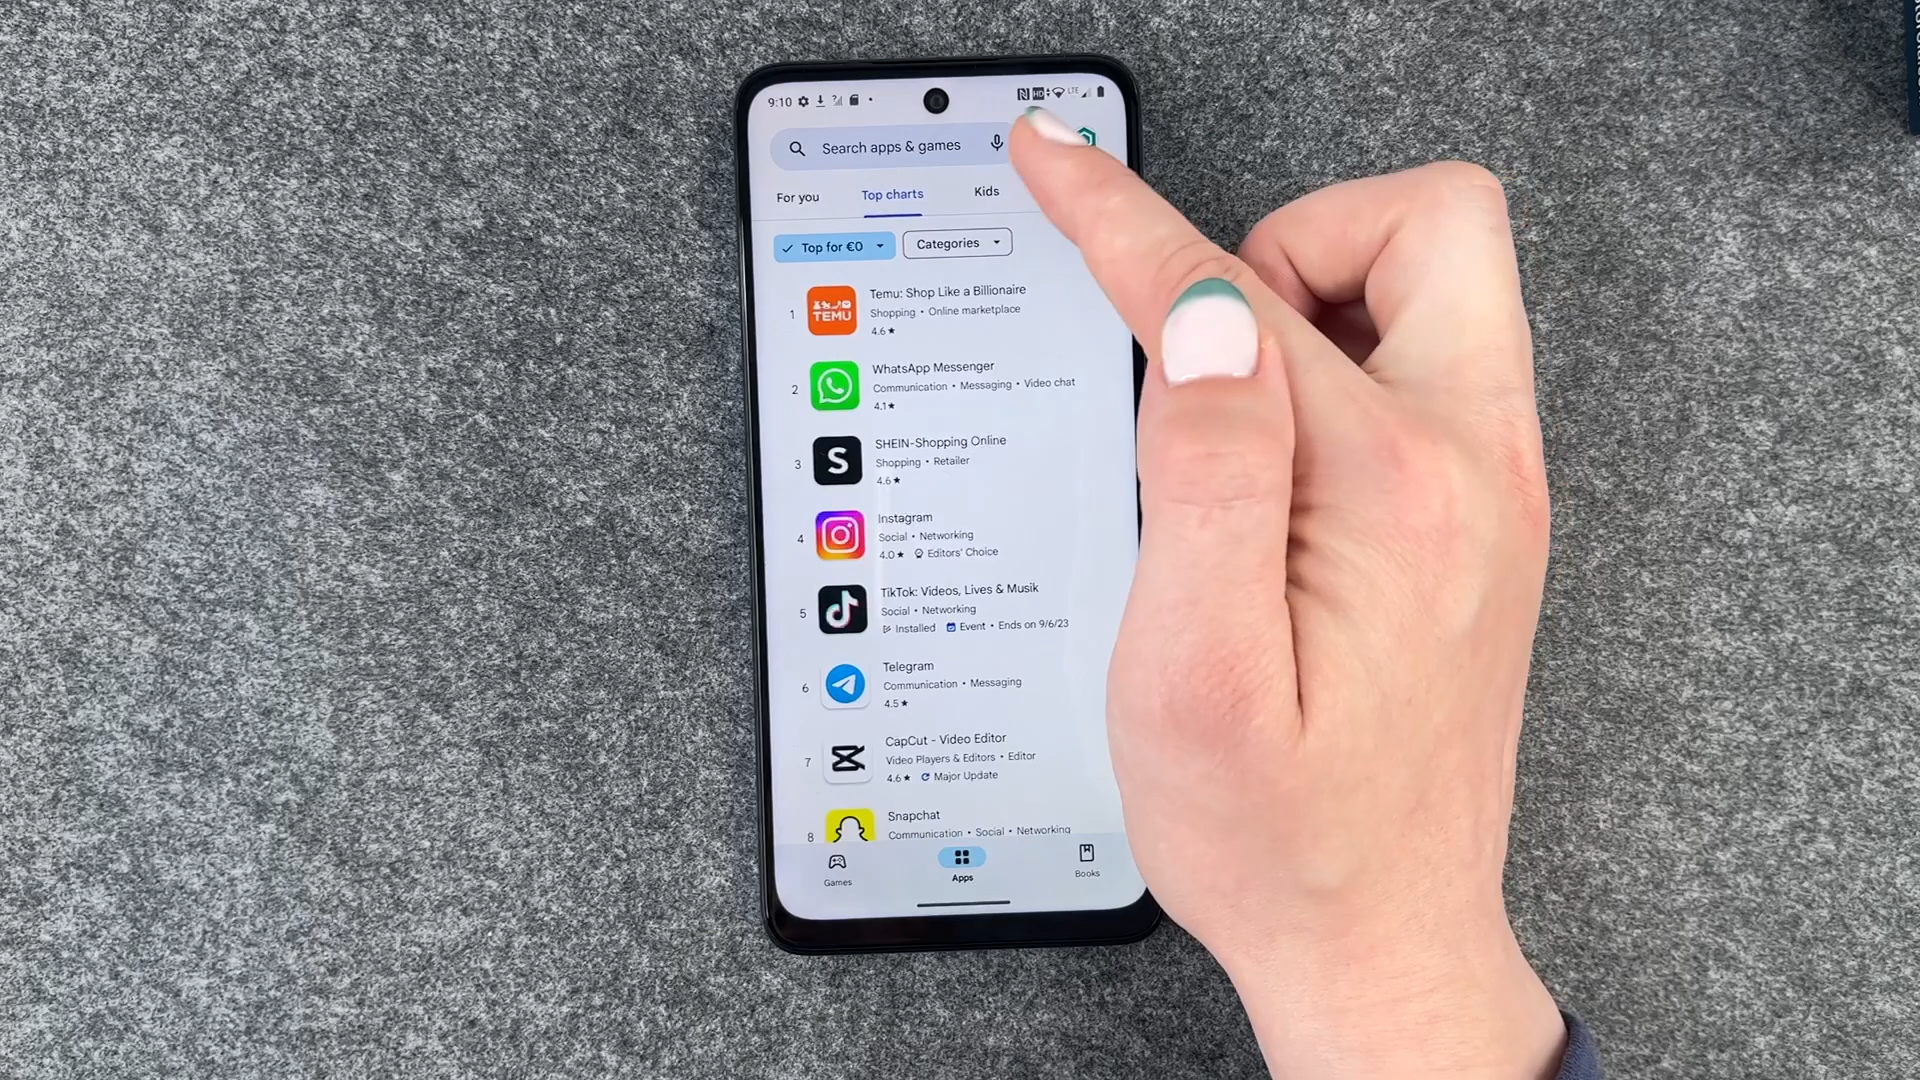 9:10
HD LTE
Search apps & games
For you Top charts Kids
Top for €0 Categories
1 TEMU Temu: Shop Like a Billionaire
Shopping • Online marketplace
4.6★
2 WhatsApp Messenger
Communication • Messaging • Video chat
4.1★
3 S SHEIN-Shopping Online
Shopping • Retailer
4.6★
4 Instagram
Social • Networking
4.0★ Editors' Choice
5 TikTok: Videos, Lives & Musik
Social • Networking
Installed Event • Ends on 9/6/23
6 Telegram
Communication • Messaging
4.5★
7 CapCut - Video Editor
Video Players & Editors • Editor
4.6★ Major Update
8 Snapchat
Communication • Social • Networking
Games Apps Books